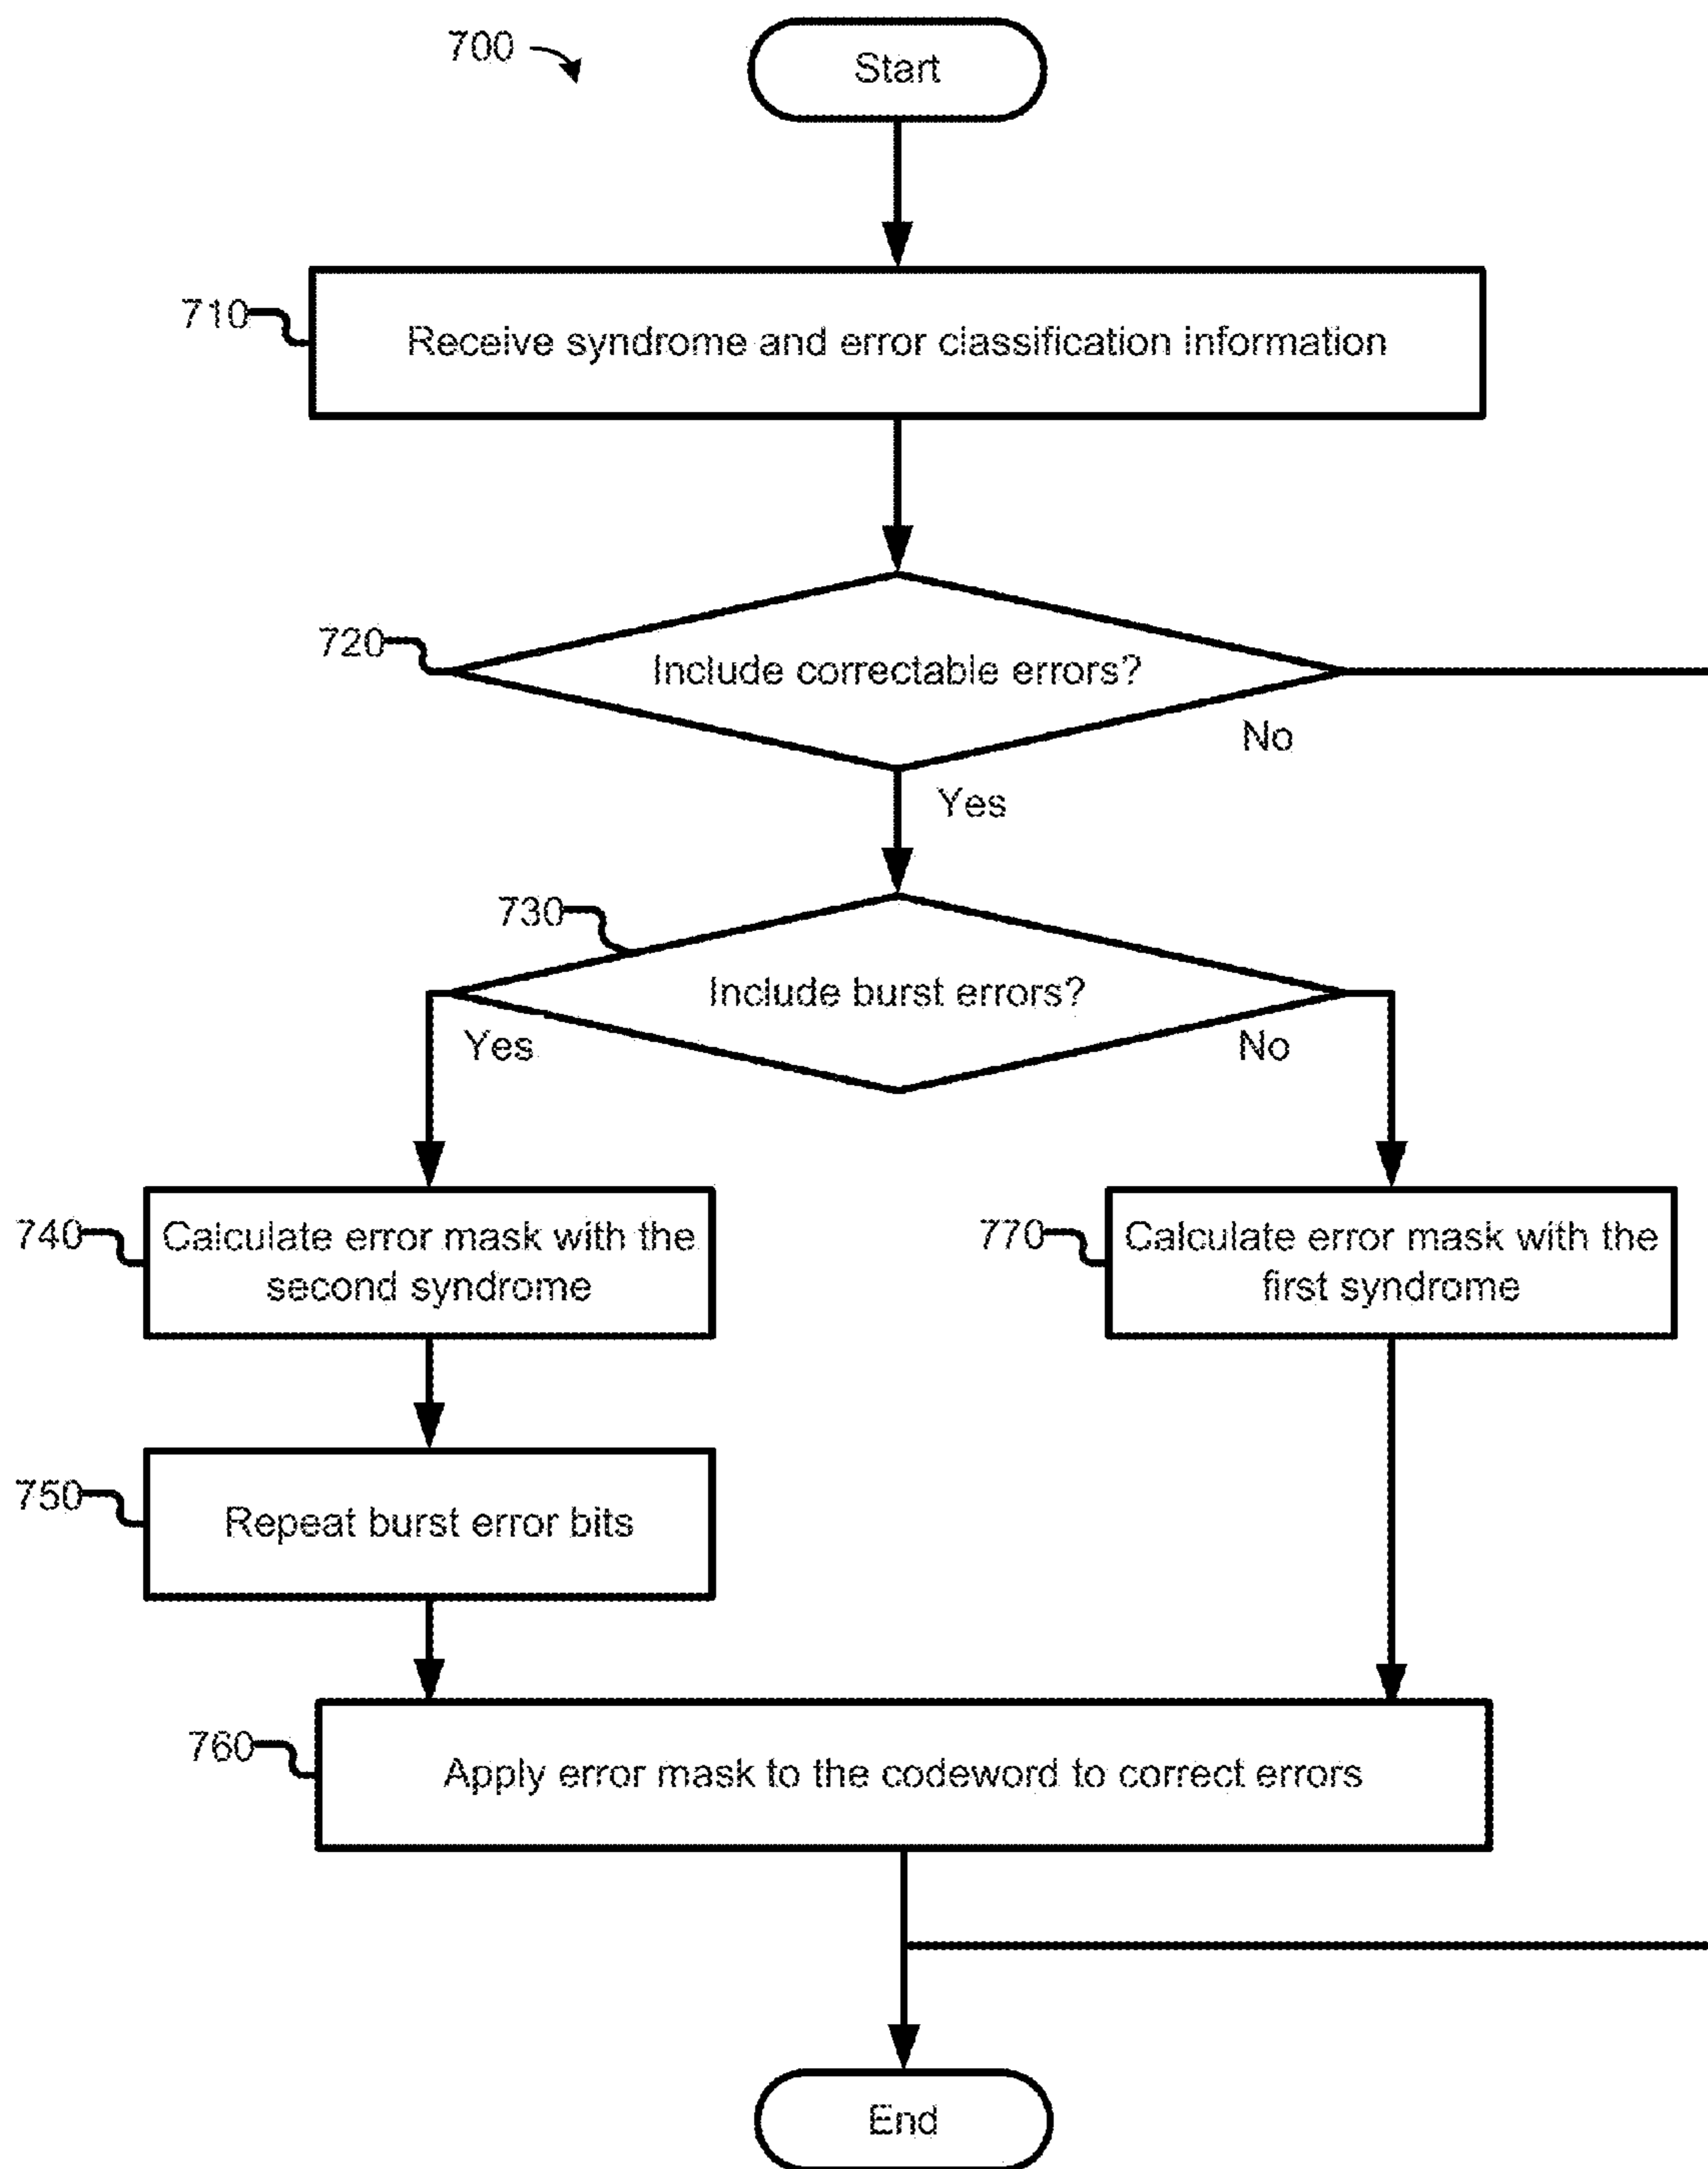 700
Start
710
Receive syndrome and error classification information
720
Include correctable errors?
No
Yes
730
Include burst errors?
Yes
No
740
Calculate error mask with the
second syndrome
770
Calculate error mask with the
first syndrome
750
Repeat burst error bits
760
Apply error mask to the codeword to correct errors
End